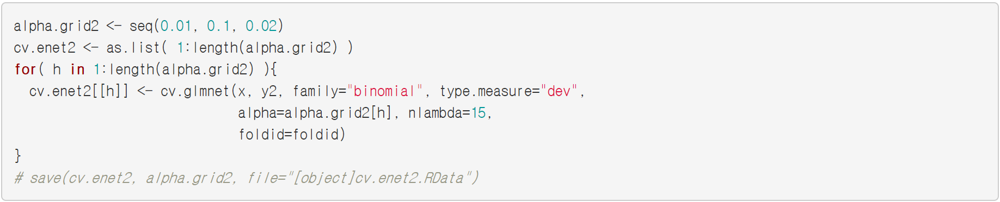 alpha.grid2 <- seq(0.01, 0.1, 0.02)
cv.enet2 <- as.list( 1:length(alpha.grid2) )
for( h in 1:length(alpha.grid2) ){
  cv.enet2[[h]] <- cv.glmnet(x, y2, family="binomial", type.measure="dev",
                             alpha=alpha.grid2[h], nlambda=15,
                             foldid=foldid)
}
# save(cv.enet2, alpha.grid2, file="[object]cv.enet2.RData")